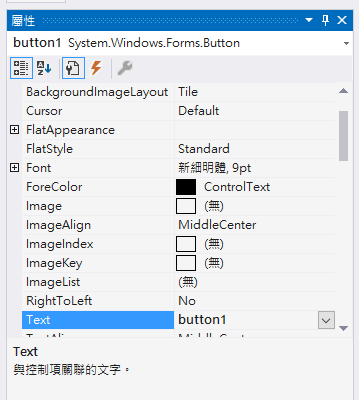 屬性
button1 System.Windows.Forms.Button
BackgroundImageLayout Tile
Cursor Default
FlatAppearance
FlatStyle Standard
Font 新細明體, 9pt
ForeColor ControlText
Image (無)
ImageAlign MiddleCenter
ImageIndex (無)
ImageKey (無)
ImageList (無)
RightToLeft No
Text button1
TextAlign MiddleCenter
Text
與控制項關聯的文字。